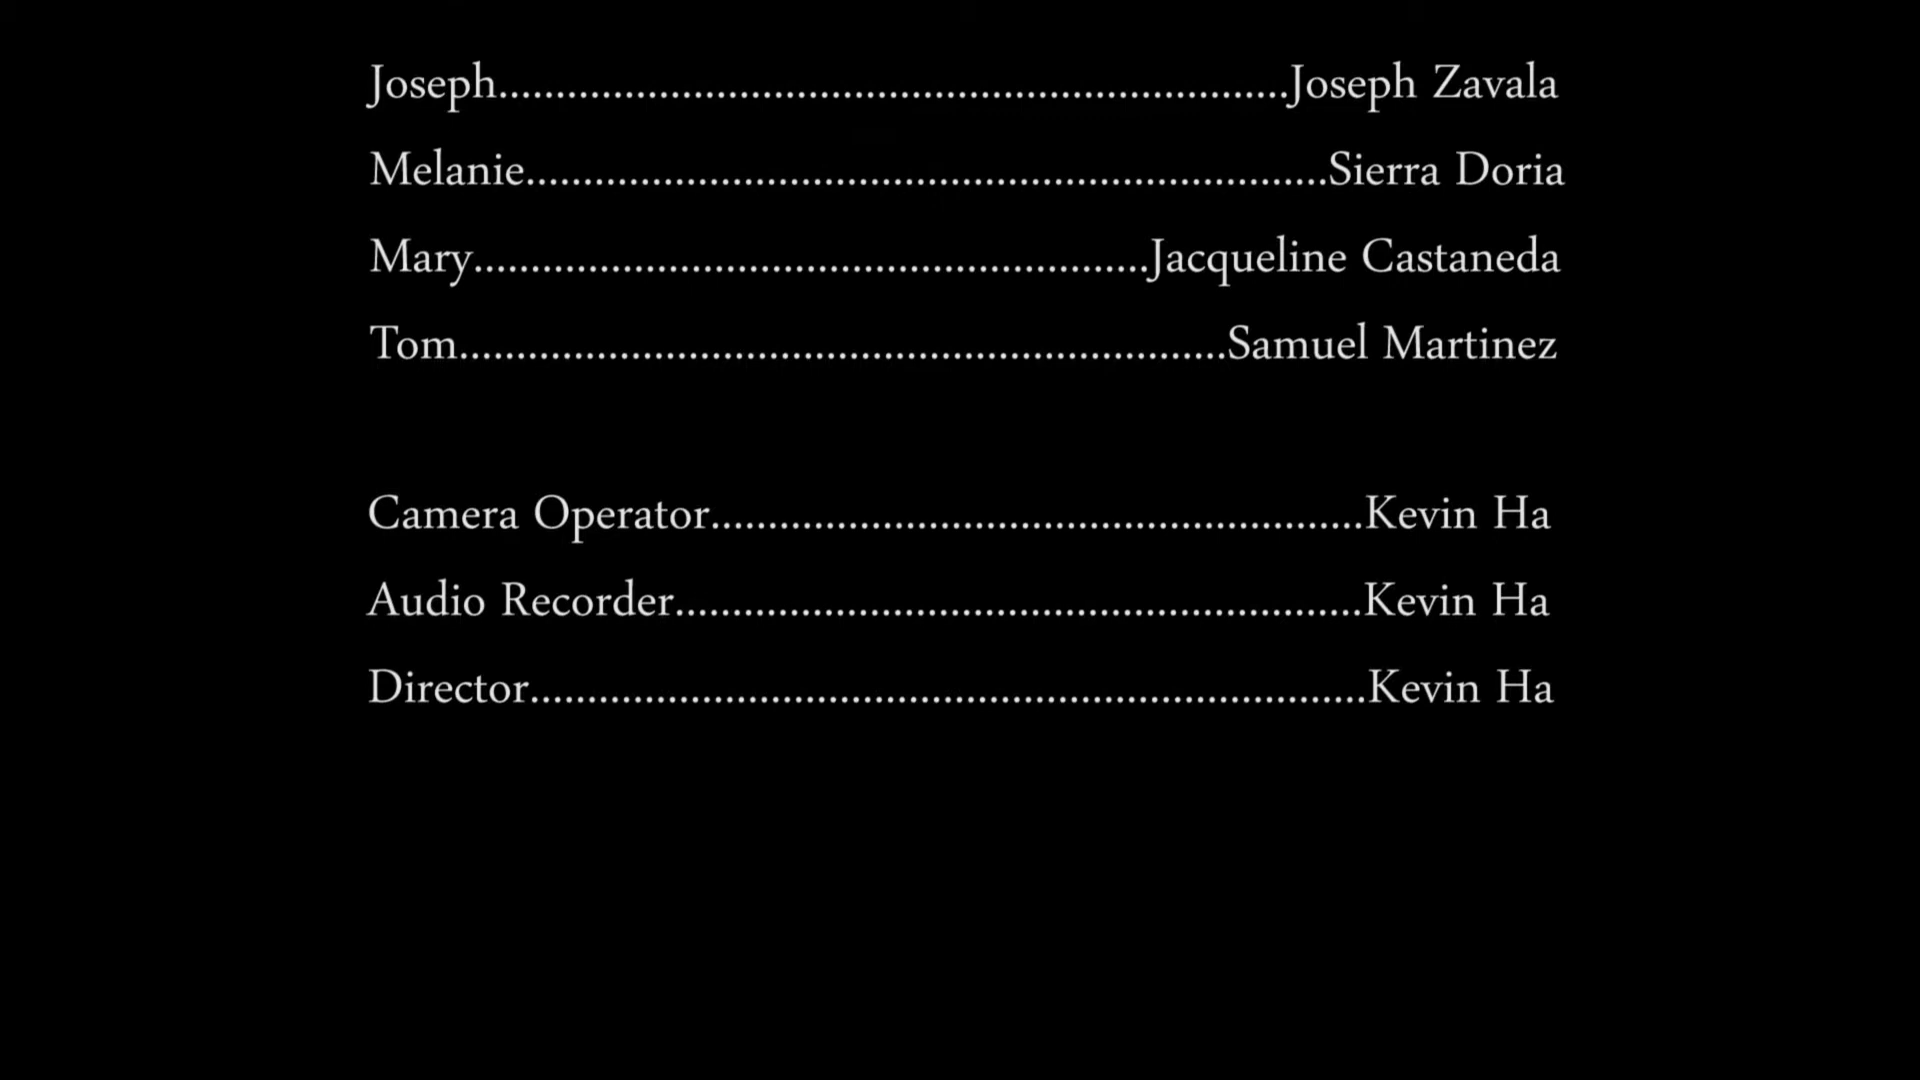 Joseph.....................................................................Joseph Zavala
Melanie......................................................................Sierra Doria
Mary...........................................................Jacqueline Castaneda
Tom...................................................................Samuel Martinez
Camera Operator.........................................................Kevin Ha
Audio Recorder............................................................Kevin Ha
Director.........................................................................Kevin Ha